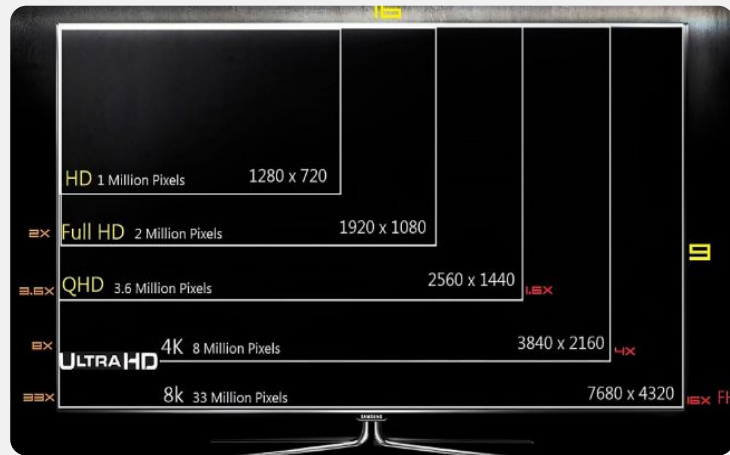 16
HD 1 Million Pixels 1280 x 720
2X Full HD 2 Million Pixels 1920 x 1080
9
3.6X QHD 3.6 Million Pixels 2560 x 1440 1.6X
8X ULTRA HD 4K 8 Million Pixels 3840 x 2160 4X
33X 8k 33 Million Pixels 7680 x 4320 16X
SAMSUNG